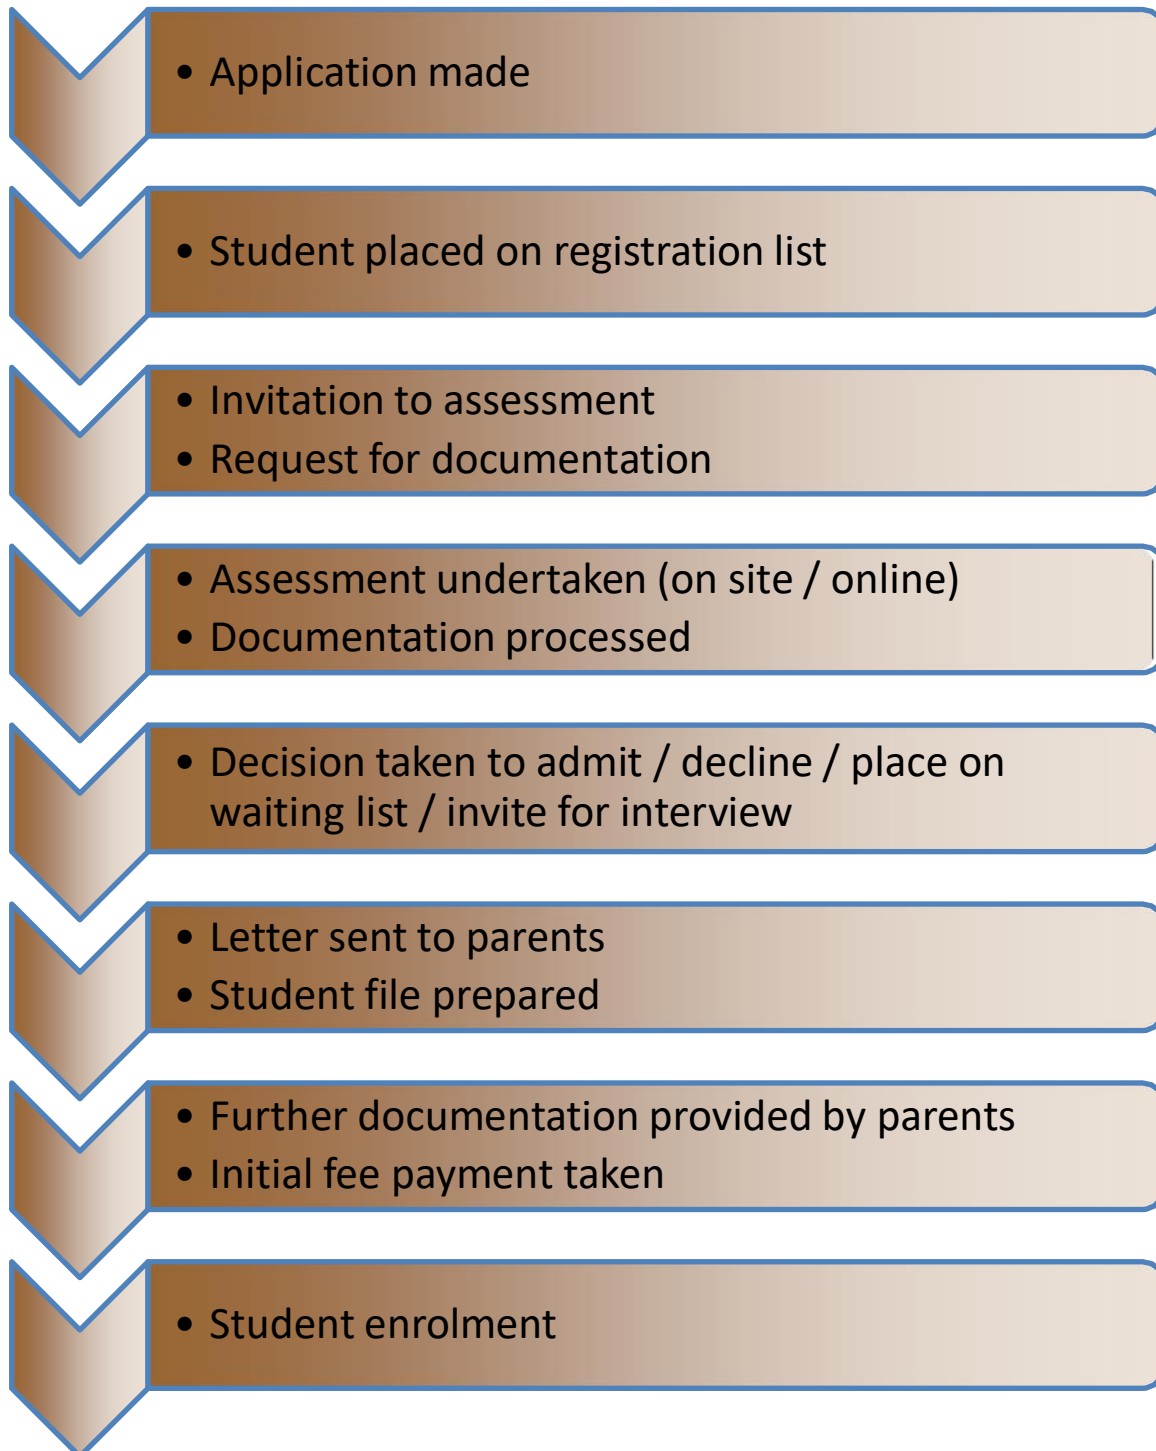 • Application made
• Student placed on registration list
• Invitation to assessment
• Request for documentation
• Assessment undertaken (on site / online)
• Documentation processed
• Decision taken to admit / decline / place on
waiting list / invite for interview
• Letter sent to parents
• Student file prepared
• Further documentation provided by parents
• Initial fee payment taken
• Student enrolment